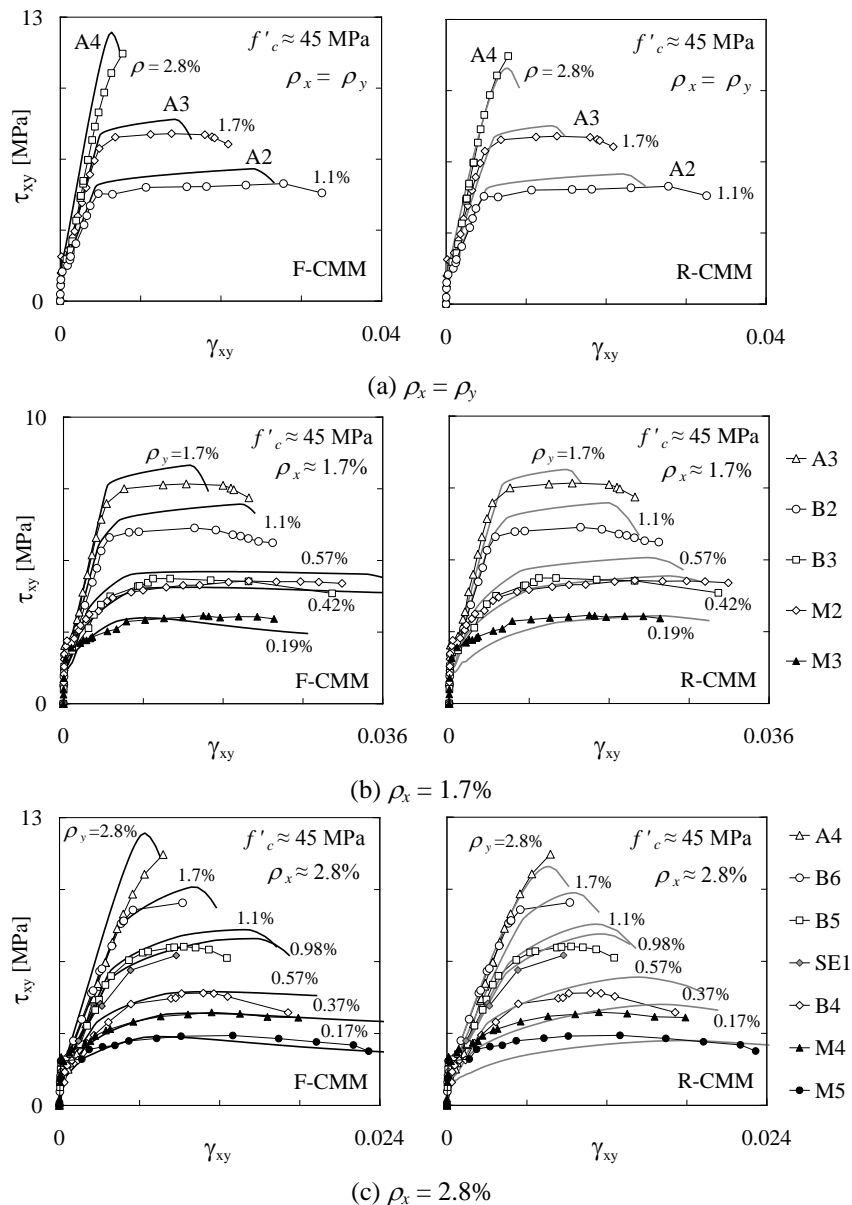 13
A4
f'c ≈ 45 MPa
ρ = 2.8%
ρx = ρy
A3
1.7%
A2
1.1%
F-CMM
τxy [MPa]
0
0
0.04
γxy
A4
f'c ≈ 45 MPa
ρ = 2.8%
ρx = ρy
A3
1.7%
A2
1.1%
R-CMM
0
0.04
γxy
(a) ρx = ρy
10
ρy=1.7%
f'c ≈ 45 MPa
ρx ≈ 1.7%
1.1%
0.57%
0.42%
0.19%
F-CMM
τxy [MPa]
0
0
0.036
γxy
ρy=1.7%
f'c ≈ 45 MPa
ρx ≈ 1.7%
1.1%
0.57%
0.42%
0.19%
R-CMM
0
0.036
γxy
A3
B2
B3
M2
M3
(b) ρx = 1.7%
13
ρy=2.8%
f'c ≈ 45 MPa
ρx ≈ 2.8%
1.7%
1.1%
0.98%
0.57%
0.37%
0.17%
F-CMM
τxy [MPa]
0
0
0.024
γxy
ρy=2.8%
f'c ≈ 45 MPa
ρx ≈ 2.8%
1.7%
1.1%
0.98%
0.57%
0.37%
0.17%
R-CMM
0
0.024
γxy
A4
B6
B5
SE1
B4
M4
M5
(c) ρx = 2.8%